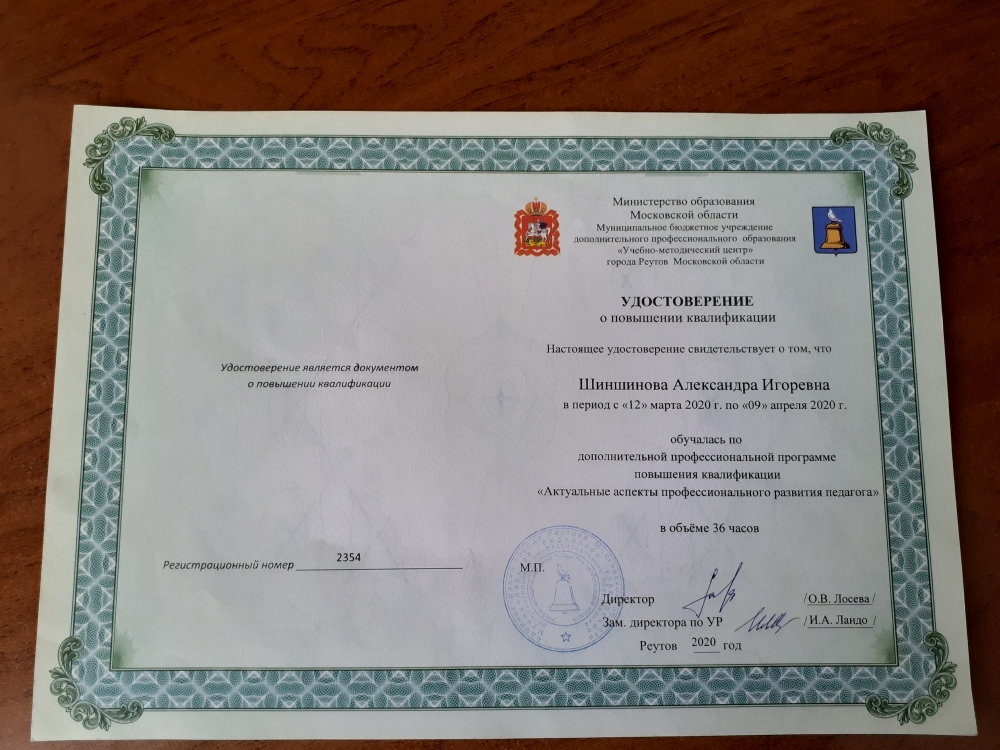 Удостоверение является документом
о повышении квалификации
Регистрационный номер 2354
Министерство образования
Московской области
Муниципальное бюджетное учреждение
дополнительного профессионального образования
«Учебно-методический центр»
города Реутов Московской области
УДОСТОВЕРЕНИЕ
о повышении квалификации
Настоящее удостоверение свидетельствует о том, что
Шиншинова Александра Игоревна
в период с «12» марта 2020 г. по «09» апреля 2020 г.
обучалась по
дополнительной профессиональной программе
повышения квалификации
«Актуальные аспекты профессионального развития педагога»
в объёме 36 часов
М.П.
Директор /О.В. Лосева/
Зам. директора по УР /И.А. Ландо/
Реутов 2020 год